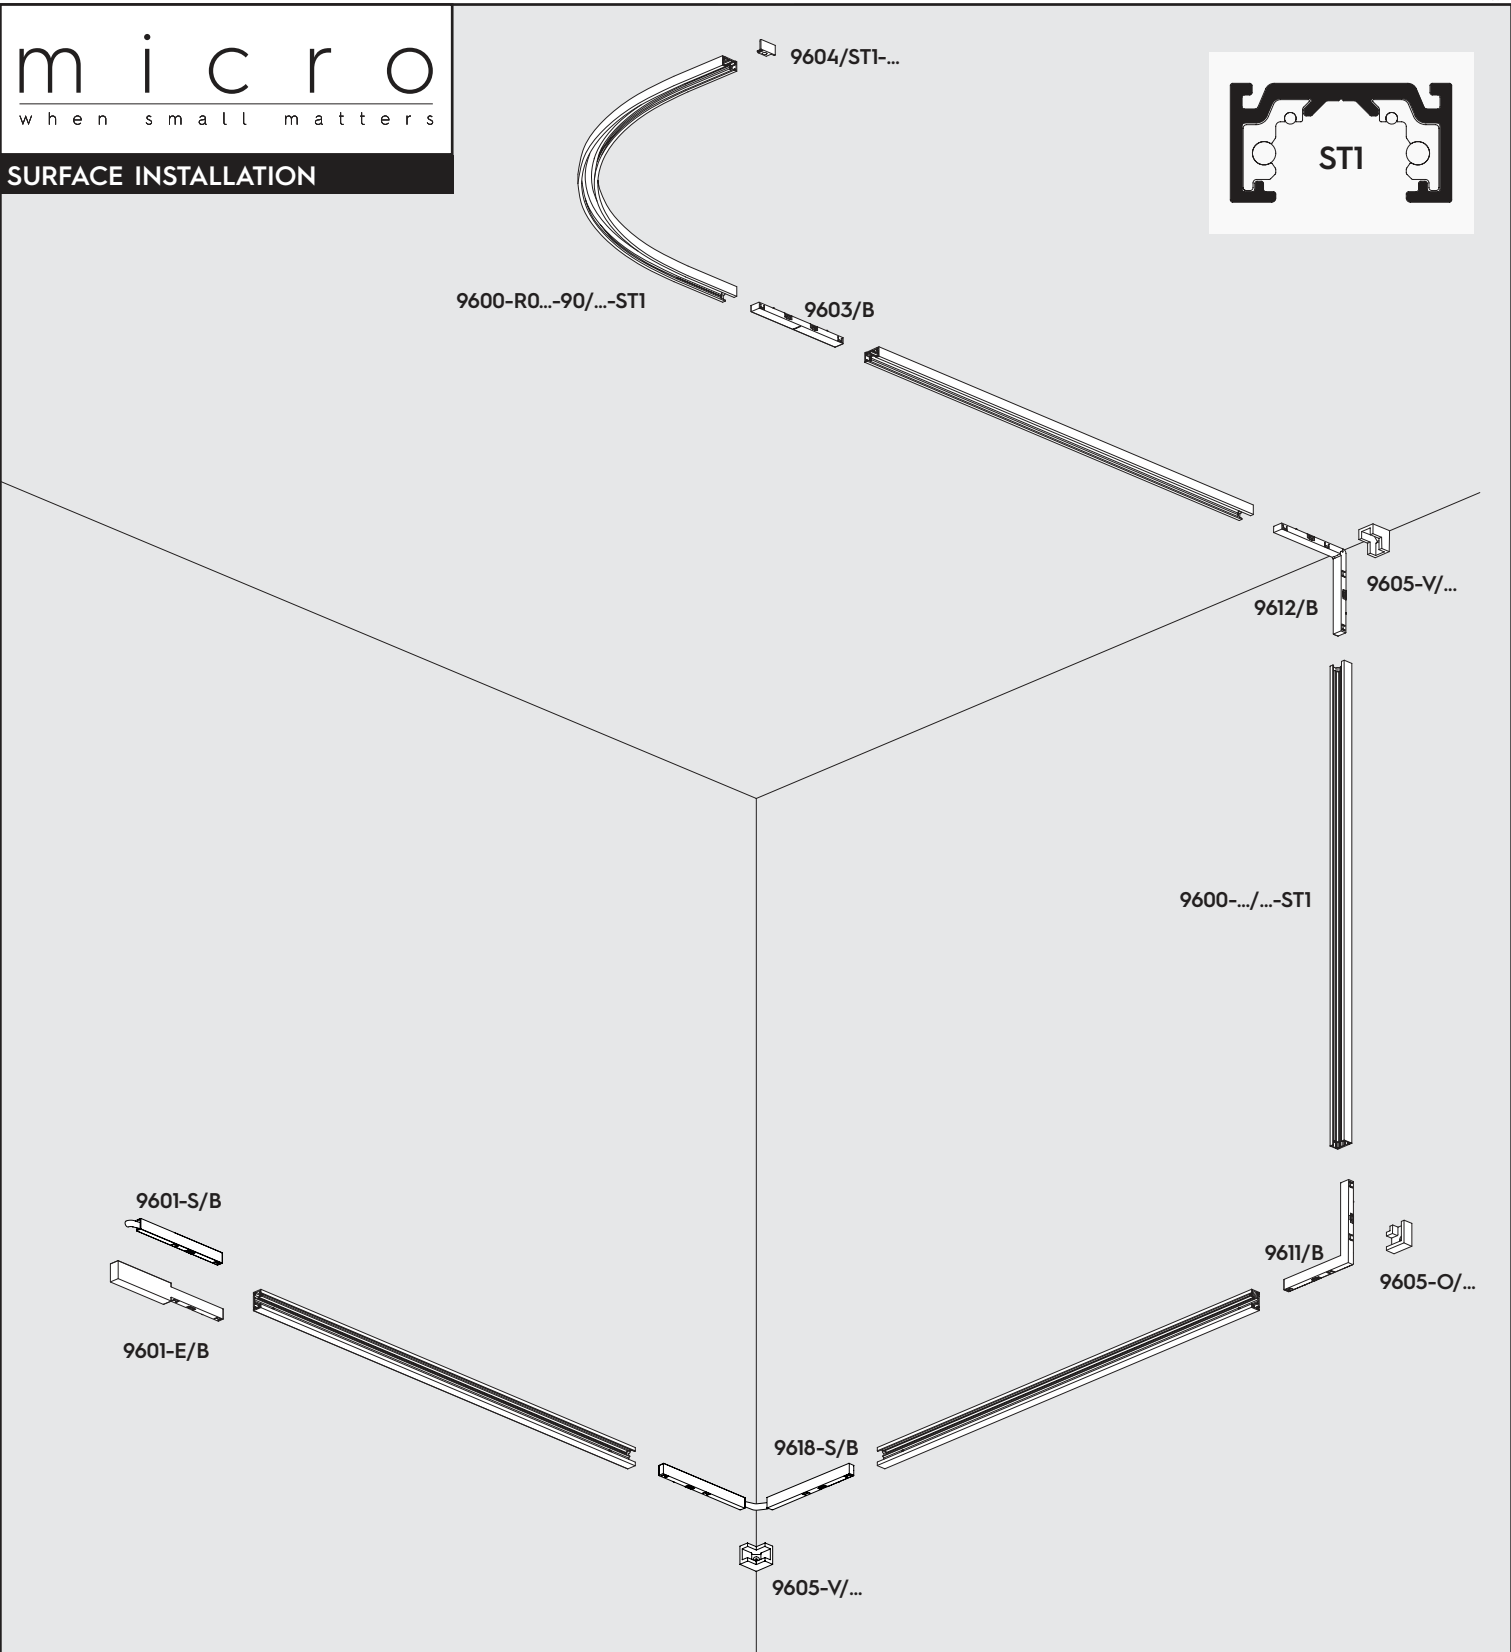 micro
when small matters
SURFACE INSTALLATION
9604/ST1-...
ST1
9600-R0...-90/...-ST1
9603/B
9605-V/...
9612/B
9600-.../...-ST1
9601-S/B
9611/B
9605-O/...
9601-E/B
9618-S/B
9605-V/...